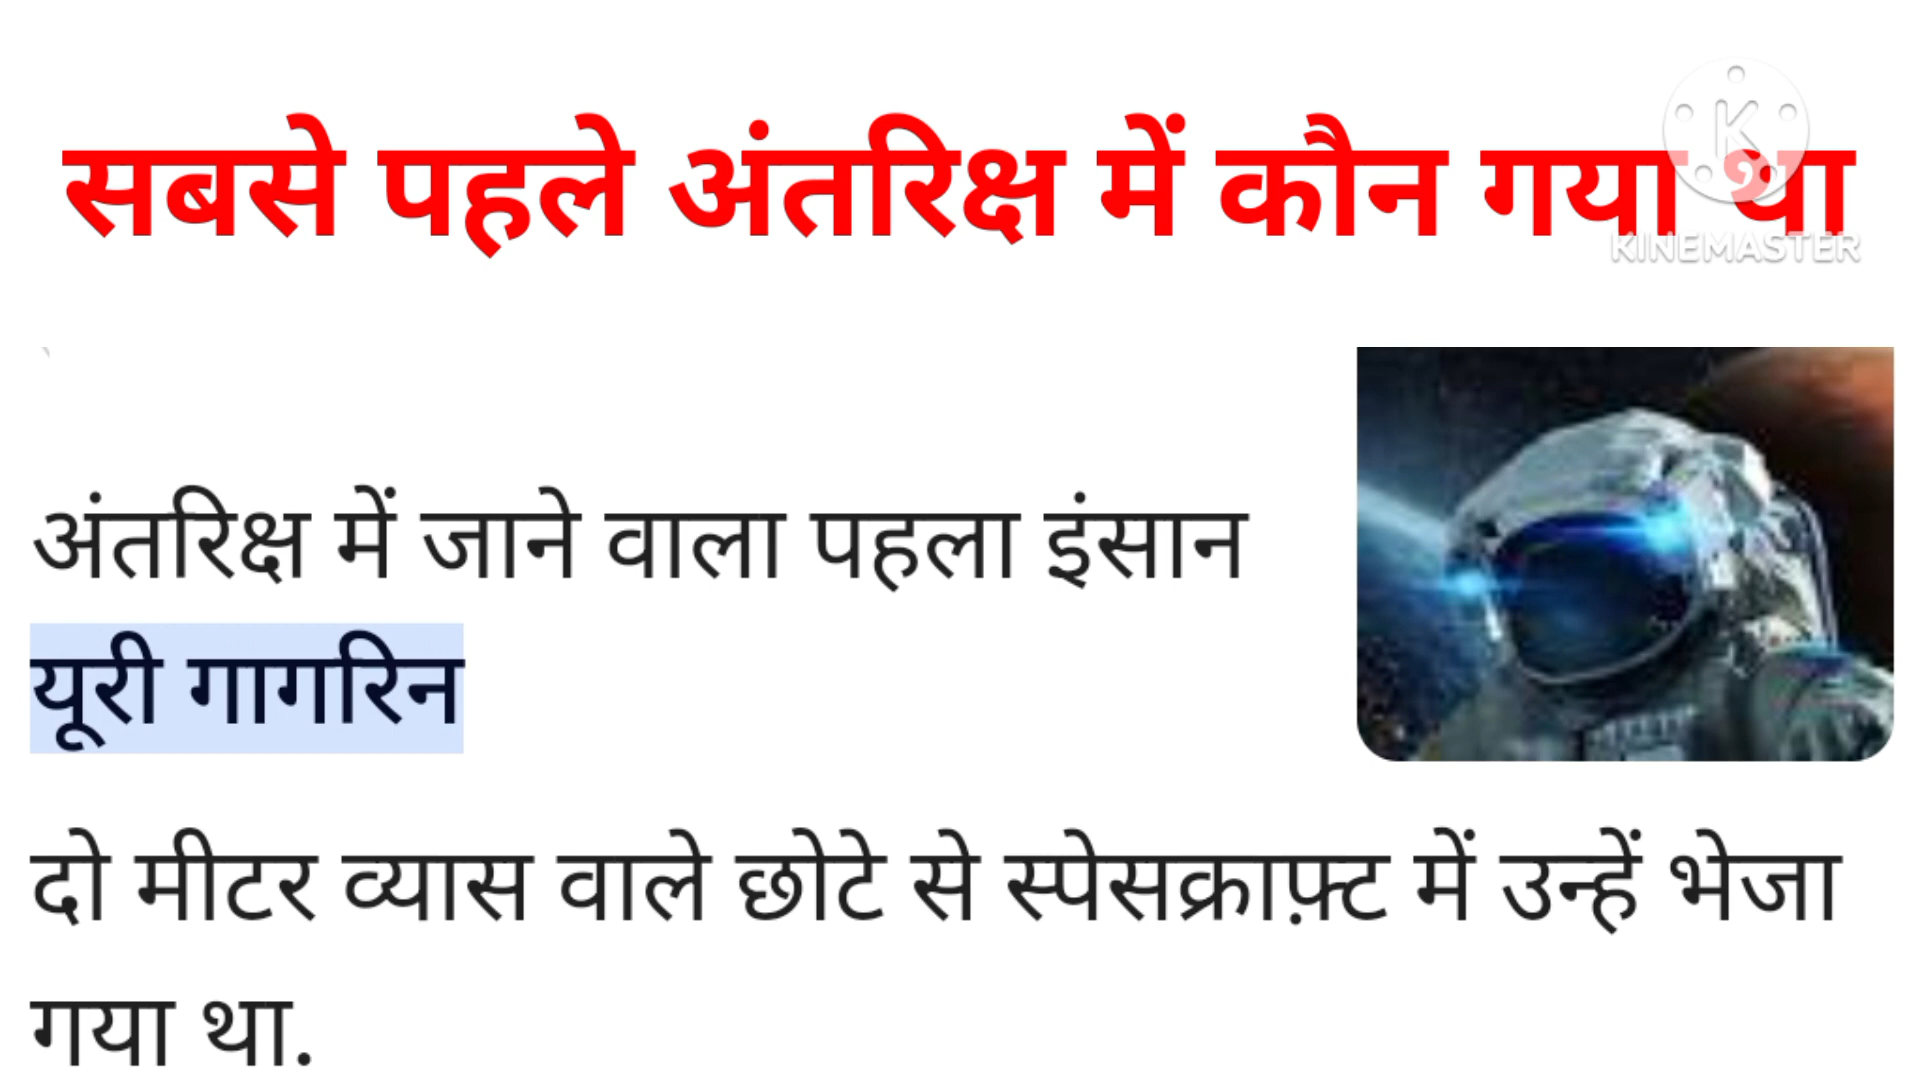 सबसे पहले अंतरिक्ष में कौन गया था
KINEMASTER
अंतरिक्ष में जाने वाला पहला इंसान
यूरी गागरिन
दो मीटर व्यास वाले छोटे से स्पेसक्राफ़्ट में उन्हें भेजा
गया था.